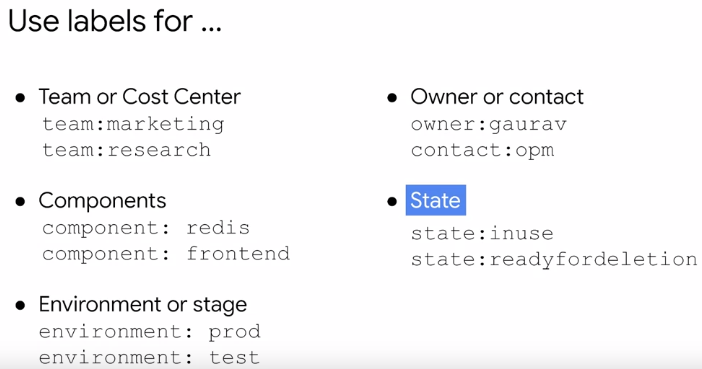 Use labels for ...
● Team or Cost Center
team:marketing
team:research
● Components
component: redis
component: frontend
● Environment or stage
environment: prod
environment: test
● Owner or contact
owner:gaurav
contact:opm
● State
state:inuse
state:readyfordeletion